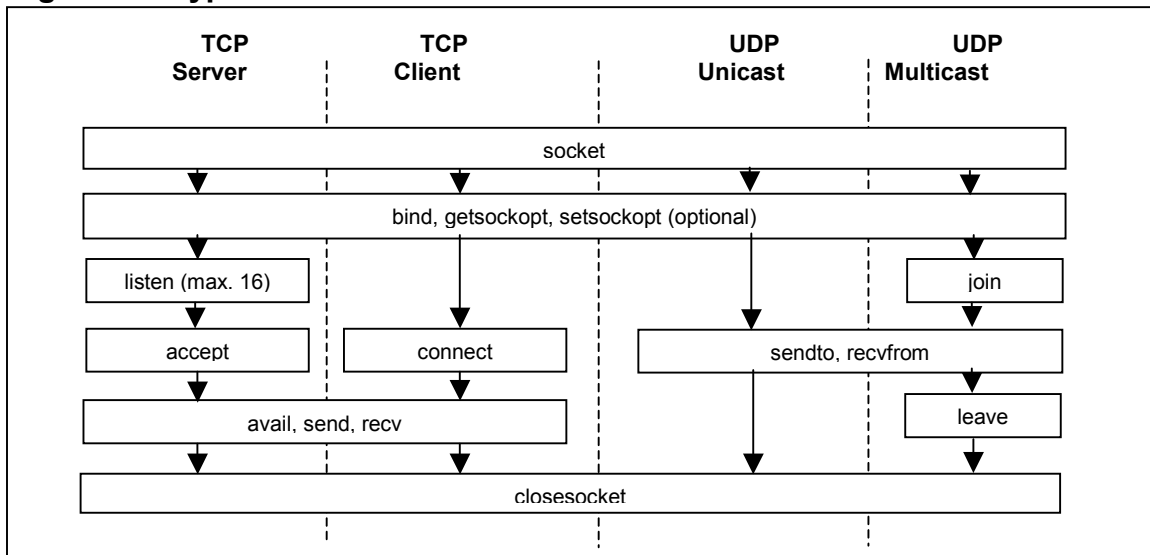 TCP Server
TCP Client
UDP Unicast
UDP Multicast
socket
bind, getsockopt, setsockopt (optional)
listen (max. 16)
join
accept
connect
sendto, recvfrom
avail, send, recv
leave
closesocket